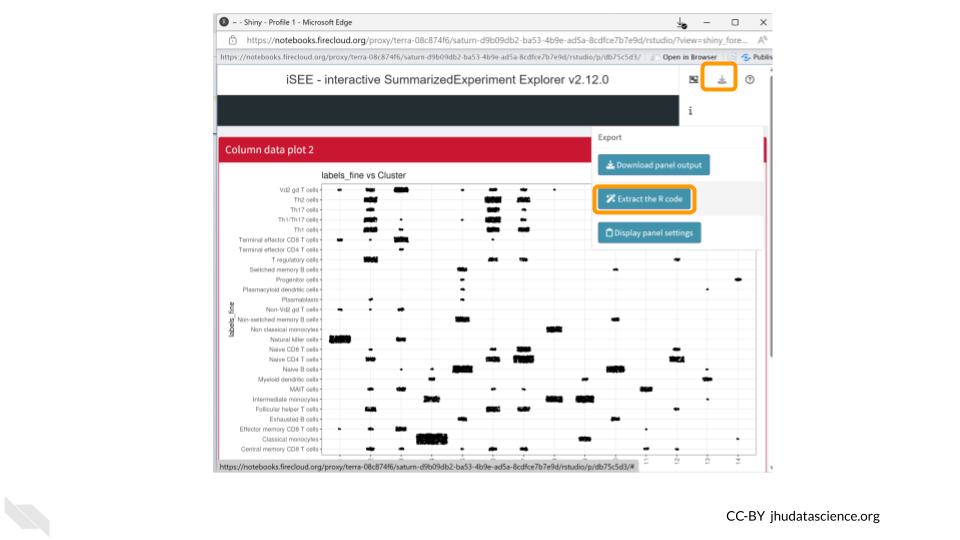 – - Shiny - Profile 1 - Microsoft Edge
https://notebooks.firecloud.org/proxy/terra-08c874f6/saturn-d9b09db2-ba53-4b9e-ad5a-8cdfce7b7e9d/rstudio/?view=shiny_fore...
https://notebooks.firecloud.org/proxy/terra-08c874f6/saturn-d9b09db2-ba53-4b9e-ad5a-8cdfce7b7e9d/rstudio/p/db75c5d3/ Open in Browser Publis
iSEE - interactive SummarizedExperiment Explorer v2.12.0
i
Export
Download panel output
Extract the R code
Display panel settings
Column data plot 2
labels_fine vs Cluster
labels_fine
Vd2 gd T cells
Th2 cells
Th17 cells
Th1/Th17 cells
Th1 cells
Terminal effector CD8 T cells
Terminal effector CD4 T cells
T regulatory cells
Switched memory B cells
Progenitor cells
Plasmacytoid dendritic cells
Plasmablasts
Non-Vd2 gd T cells
Non-switched memory B cells
Non classical monocytes
Natural killer cells
Naive CD8 T cells
Naive CD4 T cells
Naive B cells
Myeloid dendritic cells
MAIT cells
Intermediate monocytes
Follicular helper T cells
Exhausted B cells
Effector memory CD8 T cells
Classical monocytes
Central memory CD8 T cells
11 12 13 14
https://notebooks.firecloud.org/proxy/terra-08c874f6/saturn-d9b09db2-ba53-4b9e-ad5a-8cdfce7b7e9d/rstudio/p/db75c5d3/#
CC-BY jhudatascience.org